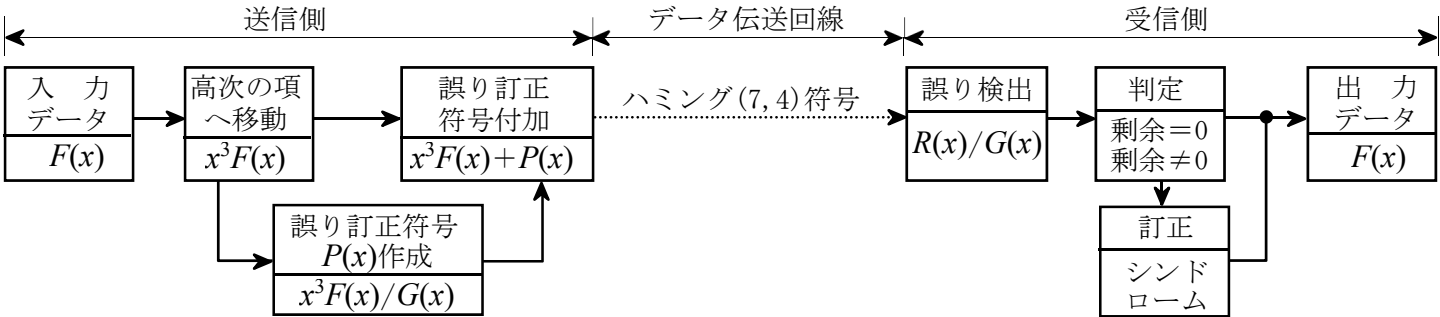 送信側
データ伝送回線
受信側
入 力
データ
F(x)
高次の項
へ移動
x³F(x)
誤り訂正
符号付加
x³F(x)+P(x)
誤り訂正符号
P(x)作成
x³F(x)/G(x)
ハミング(7,4)符号
誤り検出
R(x)/G(x)
判定
剰余=0
剰余≠0
訂正
シンド
ローム
出 力
データ
F(x)